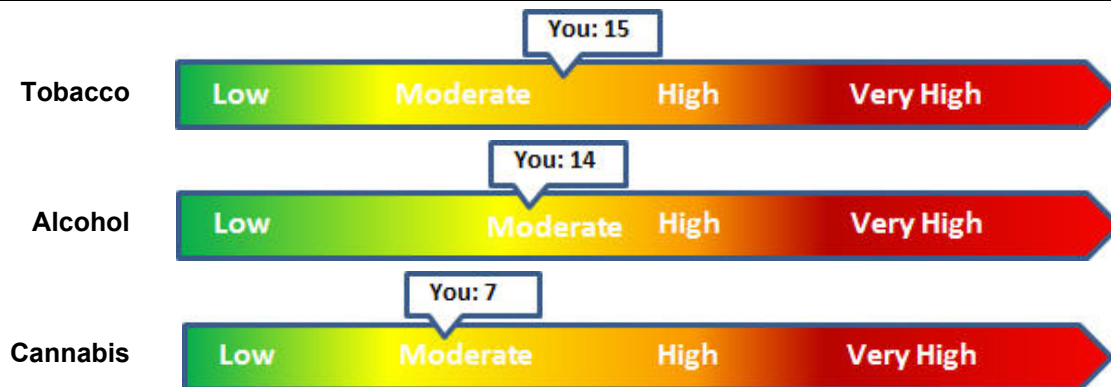 You: 15
Tobacco Low Moderate High Very High
You: 14
Alcohol Low Moderate High Very High
You: 7
Cannabis Low Moderate High Very High